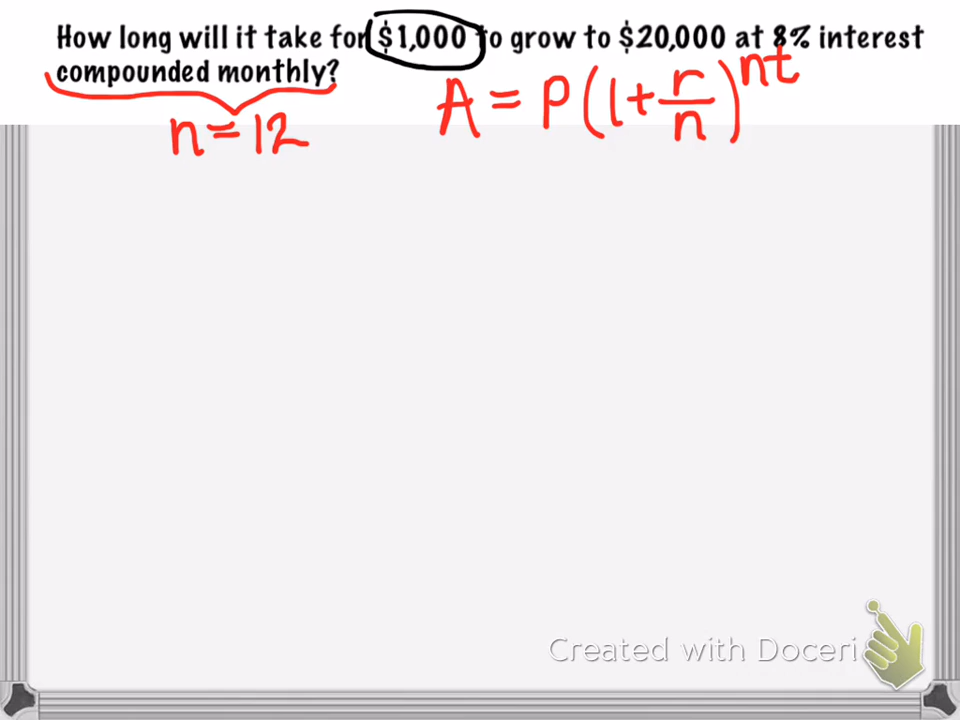 How long will it take for $1,000 to grow to $20,000 at 8% interest
compounded monthly?
A = P(1+r/n)^nt
n=12
Created with Doceri